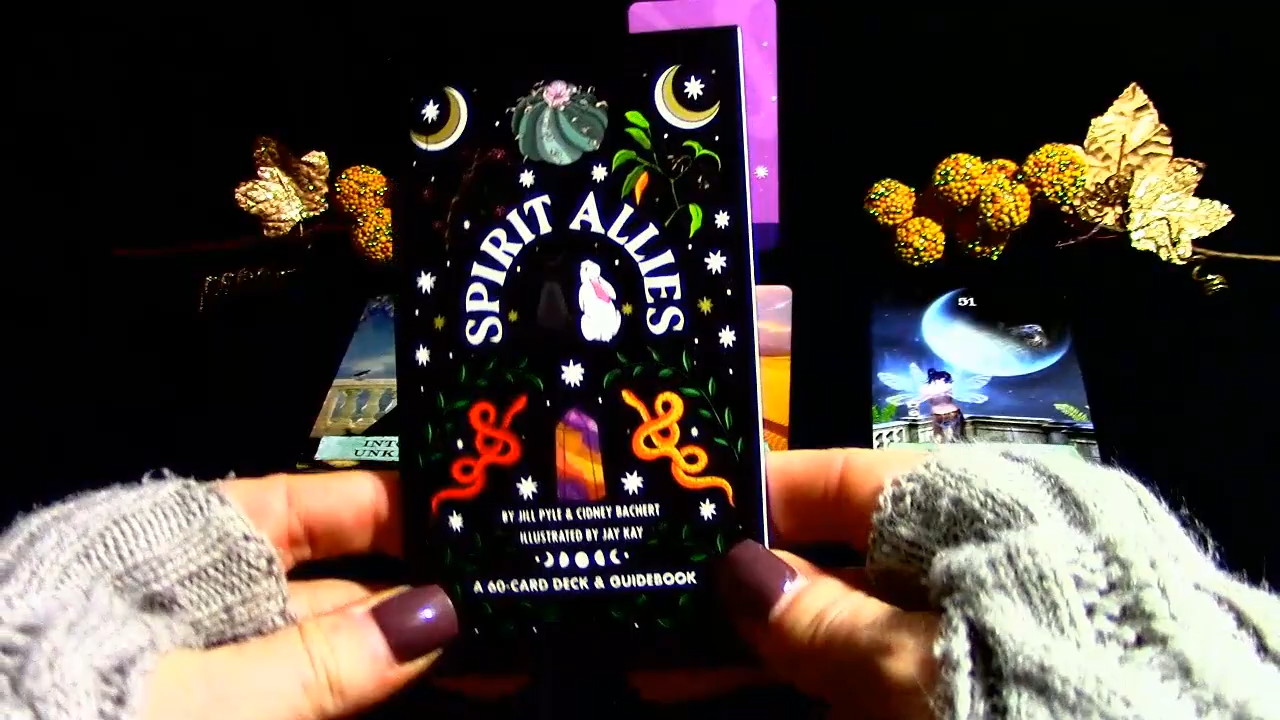 SPIRIT ALLIES
BY JILL PYLE & CIDNEY BACHERT
ILLUSTRATED BY JAY KAY
A 60-CARD DECK & GUIDEBOOK
51